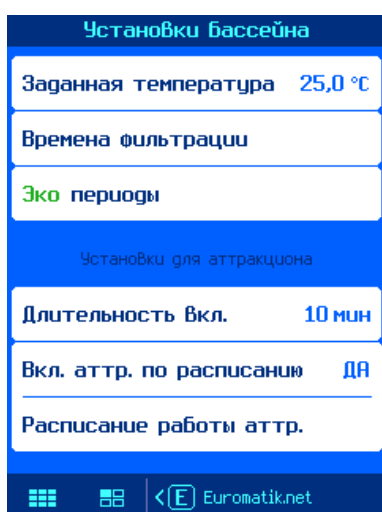 Установки Бассейна
Заданная температура 25,0 °C
Времена фильтрации
Эко периоды
Установки для аттракциона
Длительность Вкл. 10 мин
Вкл. аттр. по расписанию ДА
Расписание работы аттр.
<(E) Euromatik.net